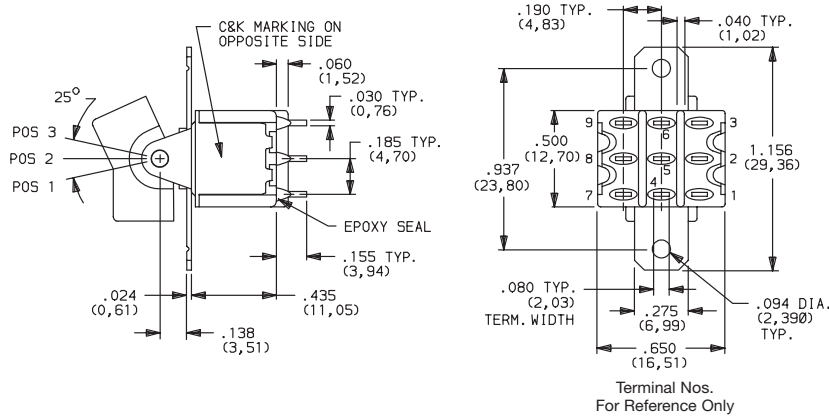 C&K MARKING ON
OPPOSITE SIDE
.060
(1,52)
.030 TYP.
(0,76)
25°
POS 3
POS 2
POS 1
.185 TYP.
(4,70)
EPOXY SEAL
.155 TYP.
(3,94)
.024
(0,61)
.435
(11,05)
.138
(3,51)
.190 TYP.
(4,83)
.040 TYP.
(1,02)
9
3
6
.500
(12,70)
1.156
(29,36)
.937
(23,80)
8
5
2
4
7
1
.080 TYP.
(2,03)
TERM. WIDTH
.275
(6,99)
.094 DIA.
(2,390)
TYP.
.650
(16,51)
Terminal Nos.
For Reference Only